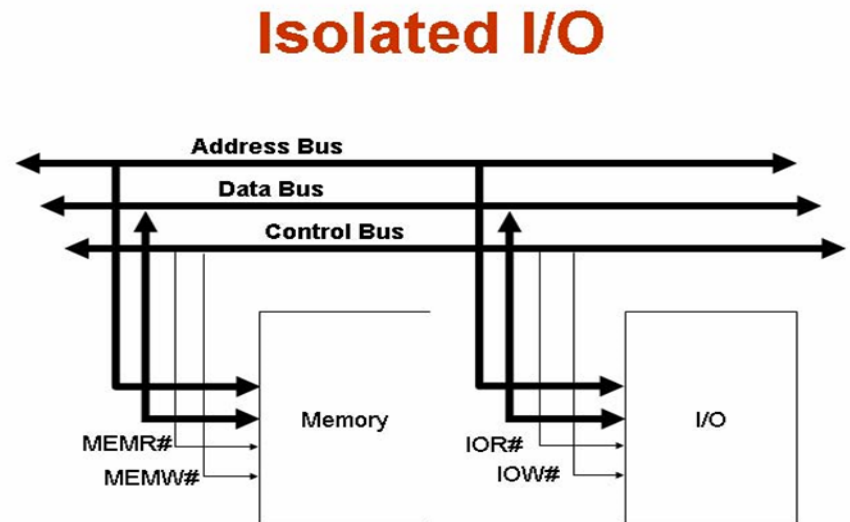 Isolated I/O
Address Bus
Data Bus
Control Bus
Memory
I/O
MEMR#
IOR#
MEMW#
IOW#